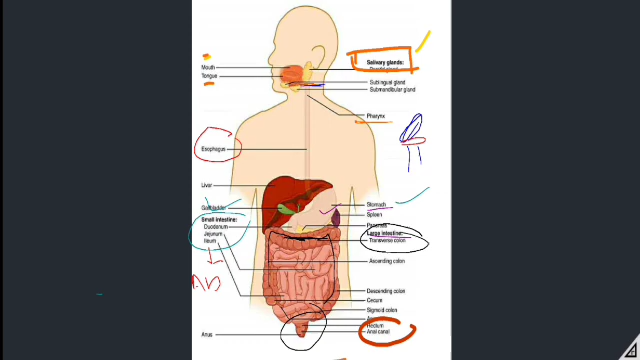 Mouth
Tongue
Salivary glands:
Sublingual gland
Submandibular gland
Pharynx
Esophagus
Liver
Gallbladder
Small intestine:
Duodenum
Jejunum
Ileum
Anus
Stomach
Spleen
Pancreas
Large intestine:
Transverse colon
Ascending colon
Descending colon
Cecum
Sigmoid colon
Rectum
Anal canal